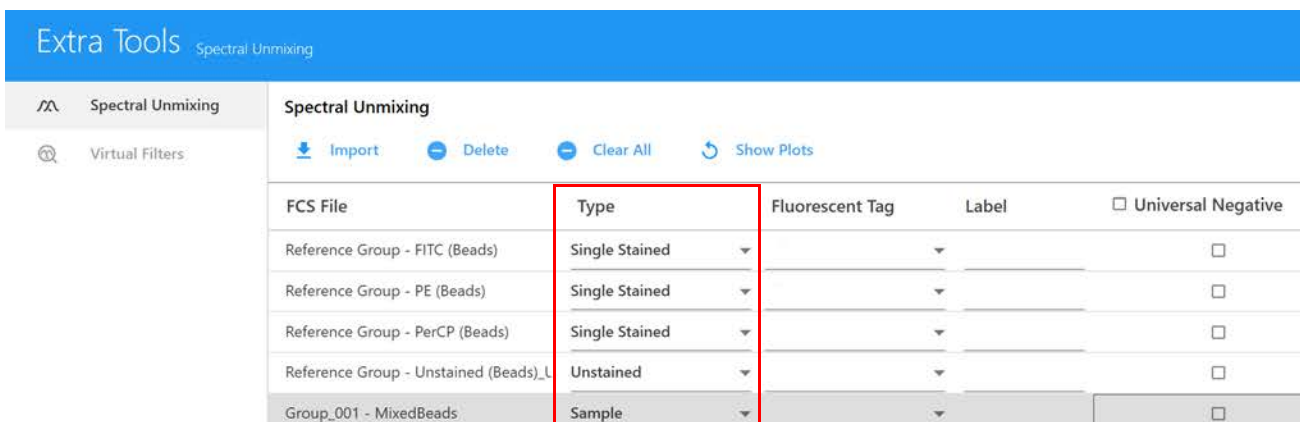 Extra Tools Spectral Unmixing
Spectral Unmixing
Virtual Filters
Spectral Unmixing
Import Delete Clear All Show Plots
FCS File Type Fluorescent Tag Label Universal Negative
Reference Group - FITC (Beads) Single Stained
Reference Group - PE (Beads) Single Stained
Reference Group - PerCP (Beads) Single Stained
Reference Group - Unstained (Beads)_U Unstained
Group_001 - MixedBeads Sample